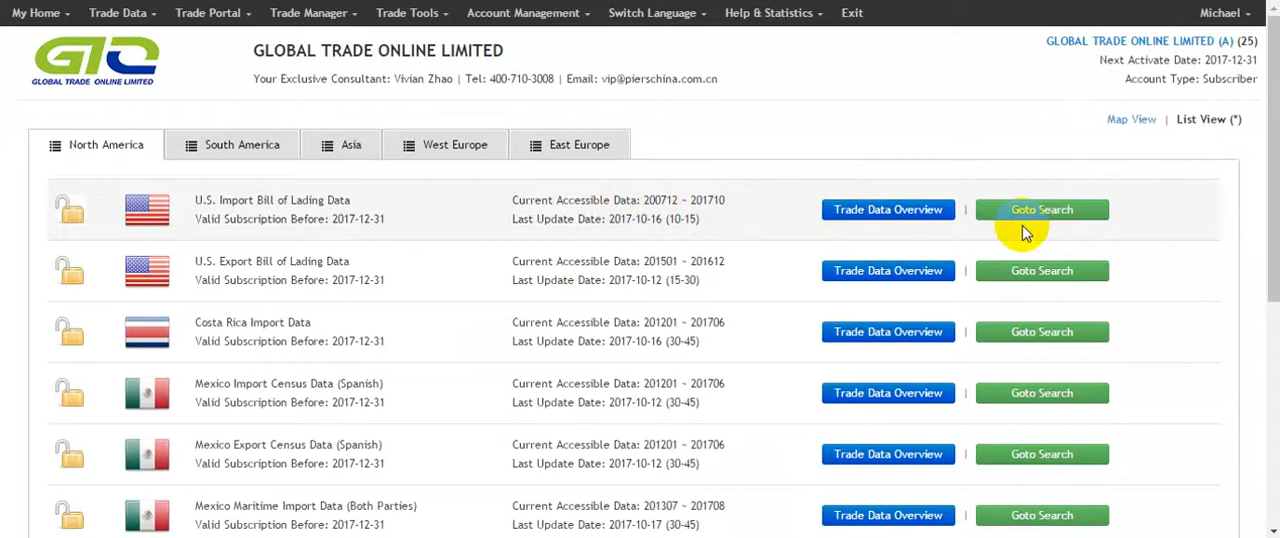 My Home Trade Data Trade Portal Trade Manager Trade Tools Account Management Switch Language Help & Statistics Exit Michael
GTO
GLOBAL TRADE ONLINE LIMITED
GLOBAL TRADE ONLINE LIMITED
Your Exclusive Consultant: Vivian Zhao | Tel: 400-710-3008 | Email: vip@pierschina.com.cn
GLOBAL TRADE ONLINE LIMITED (A) (25)
Next Activate Date: 2017-12-31
Account Type: Subscriber
Map View | List View (*)
North America South America Asia West Europe East Europe
U.S. Import Bill of Lading Data Current Accessible Data: 200712 ~ 201710
Valid Subscription Before: 2017-12-31 Last Update Date: 2017-10-16 (10-15)
Trade Data Overview | Goto Search
U.S. Export Bill of Lading Data Current Accessible Data: 201501 ~ 201612
Valid Subscription Before: 2017-12-31 Last Update Date: 2017-10-12 (15-30)
Trade Data Overview | Goto Search
Costa Rica Import Data Current Accessible Data: 201201 ~ 201706
Valid Subscription Before: 2017-12-31 Last Update Date: 2017-10-16 (30-45)
Trade Data Overview | Goto Search
Mexico Import Census Data (Spanish) Current Accessible Data: 201201 ~ 201706
Valid Subscription Before: 2017-12-31 Last Update Date: 2017-10-12 (30-45)
Trade Data Overview | Goto Search
Mexico Export Census Data (Spanish) Current Accessible Data: 201201 ~ 201706
Valid Subscription Before: 2017-12-31 Last Update Date: 2017-10-12 (30-45)
Trade Data Overview | Goto Search
Mexico Maritime Import Data (Both Parties) Current Accessible Data: 201307 ~ 201708
Valid Subscription Before: 2017-12-31 Last Update Date: 2017-10-17 (30-45)
Trade Data Overview | Goto Search